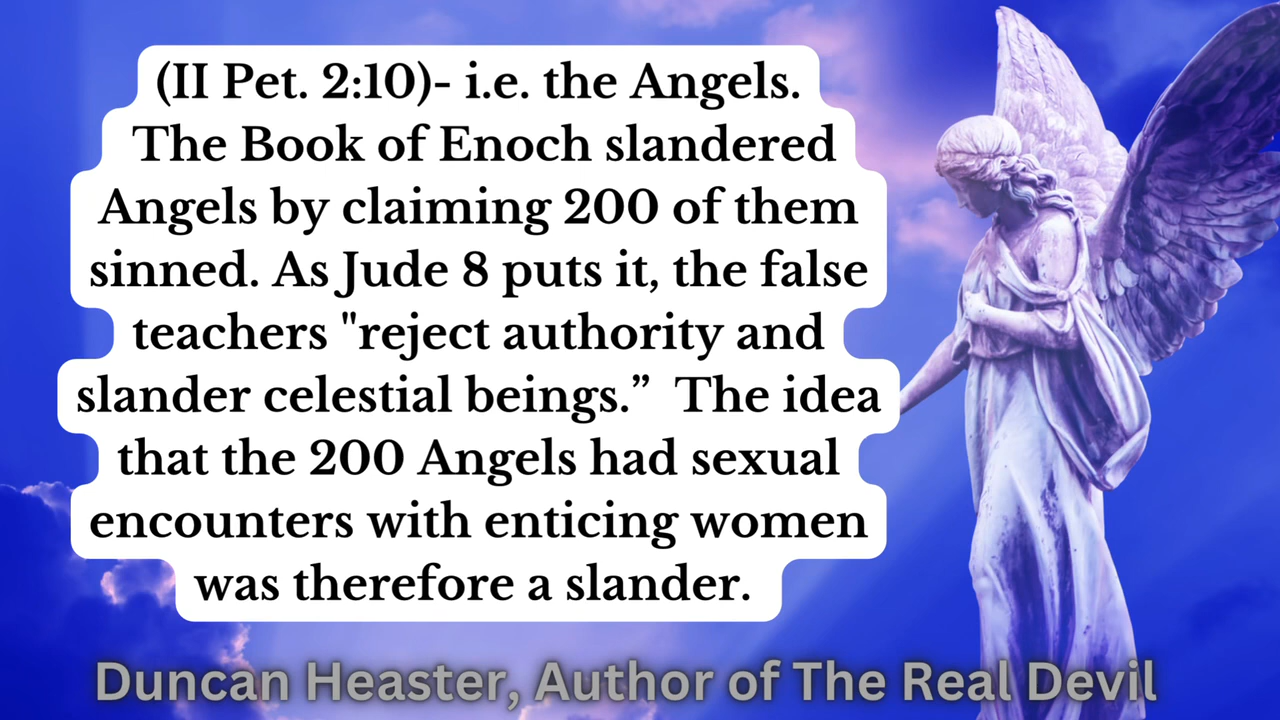 (II Pet. 2:10)- i.e. the Angels.
The Book of Enoch slandered
Angels by claiming 200 of them
sinned. As Jude 8 puts it, the false
teachers "reject authority and
slander celestial beings.”  The idea
that the 200 Angels had sexual
encounters with enticing women
was therefore a slander.
Duncan Heaster, Author of The Real Devil